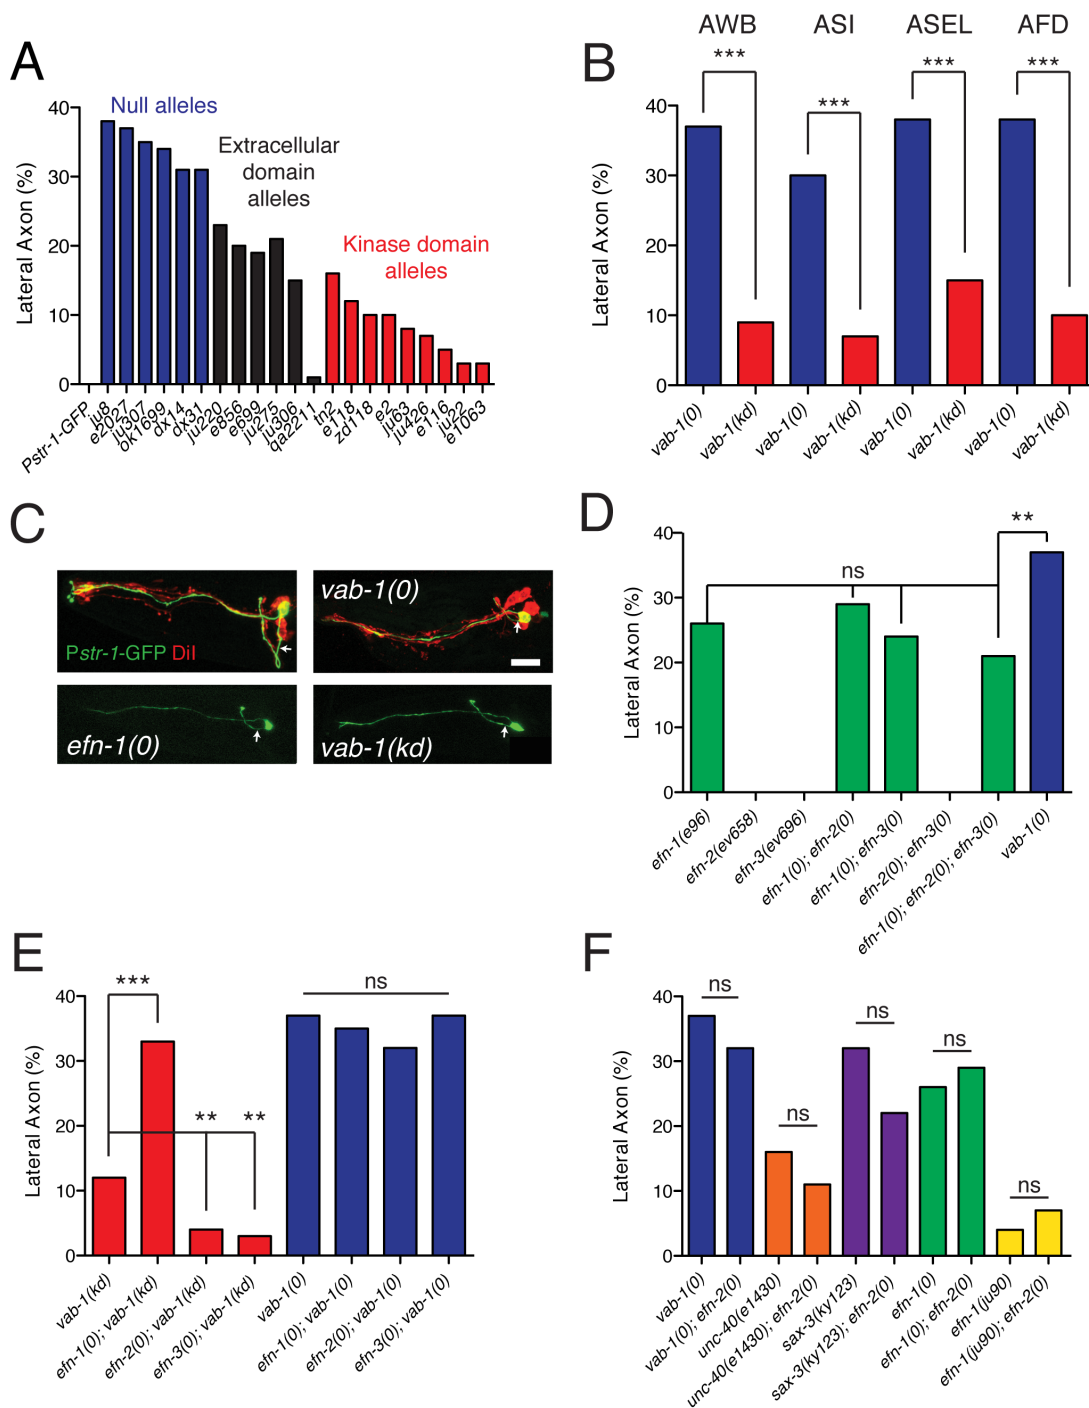 A
Null alleles
Extracellular
domain
alleles
Kinase domain
alleles
Lateral Axon (%)
40
30
20
10
0
Pstr-1-GFP
ju8
e2027
ju307
ok1699
dx14
dx31
ju220
e856
e699
ju275
ju306
qa2211
tn2
e118
zd118
e2
ju63
ju426
e116
ju22
e1063
B
AWB
ASI
ASEL
AFD
***
***
***
***
Lateral Axon (%)
40
30
20
10
0
vab-1(0)
vab-1(kd)
vab-1(0)
vab-1(kd)
vab-1(0)
vab-1(kd)
vab-1(0)
vab-1(kd)
C
Pstr-1-GFP DiI
vab-1(0)
efn-1(0)
vab-1(kd)
D
**
ns
Lateral Axon (%)
40
30
20
10
0
efn-1(e96)
efn-2(ev658)
efn-3(ev696)
efn-1(0); efn-2(0)
efn-1(0); efn-3(0)
efn-2(0); efn-3(0)
efn-1(0); efn-2(0); efn-3(0)
vab-1(0)
E
***
**
**
ns
Lateral Axon (%)
40
30
20
10
0
vab-1(kd)
efn-1(0); vab-1(kd)
efn-2(0); vab-1(kd)
efn-3(0); vab-1(kd)
vab-1(0)
efn-1(0); vab-1(0)
efn-2(0); vab-1(0)
efn-3(0); vab-1(0)
F
ns
ns
ns
ns
ns
Lateral Axon (%)
40
30
20
10
0
vab-1(0)
vab-1(0); efn-2(0)
unc-40(e1430)
unc-40(e1430); efn-2(0)
sax-3(ky123)
sax-3(ky123); efn-2(0)
efn-1(0)
efn-1(0); efn-2(0)
efn-1(ju90)
efn-1(ju90); efn-2(0)